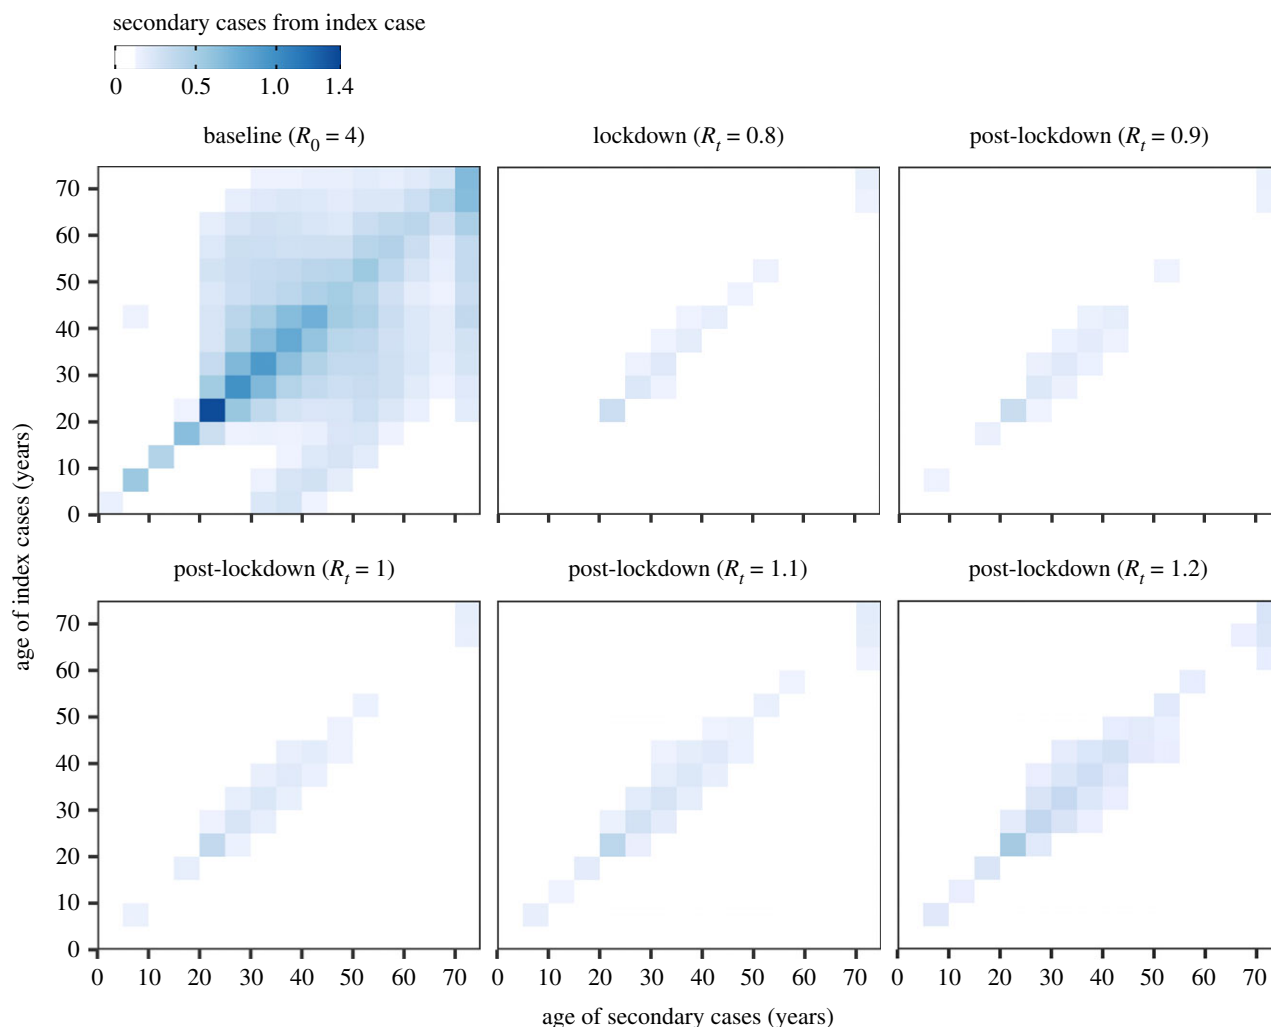 secondary cases from index case
0 0.5 1.0 1.4
baseline (R0 = 4)
lockdown (Rt = 0.8)
post-lockdown (Rt = 0.9)
70
60
50
40
30
20
10
0
post-lockdown (Rt = 1)
post-lockdown (Rt = 1.1)
post-lockdown (Rt = 1.2)
70
60
50
40
30
20
10
0
age of index cases (years)
0 10 20 30 40 50 60 70
0 10 20 30 40 50 60 70
0 10 20 30 40 50 60 70
age of secondary cases (years)